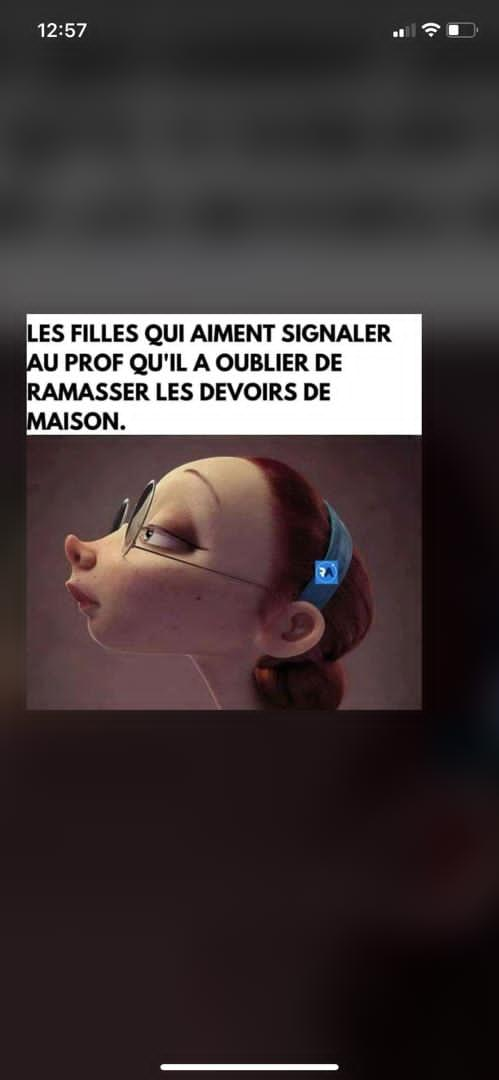 12:57
LES FILLES QUI AIMENT SIGNALER
AU PROF QU'IL A OUBLIER DE
RAMASSER LES DEVOIRS DE
MAISON.